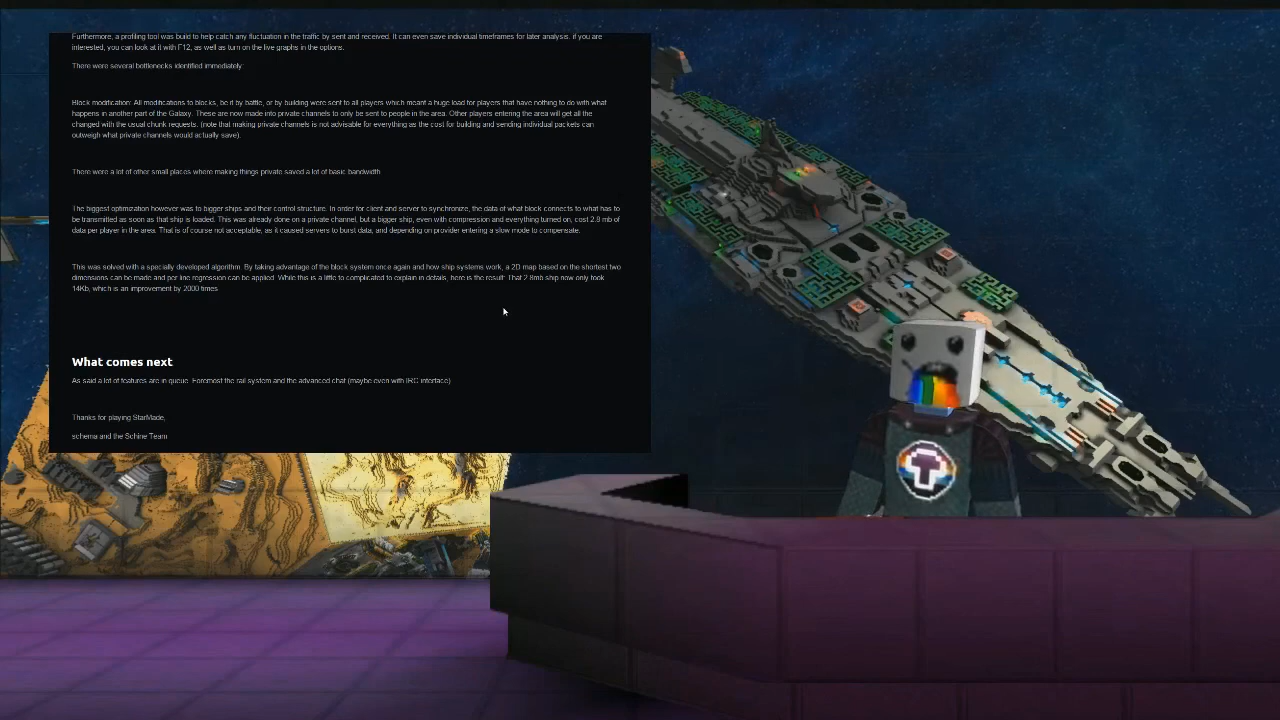 Furthermore, a profiling tool was build to help catch any fluctuation in the traffic by sent and received. It can even save individual timeframes for later analysis. if you are
interested, you can look at it with F12, as well as turn on the live graphs in the options.
There were several bottlenecks identified immediately:
Block modification: All modifications to blocks, be it by battle, or by building were sent to all players which meant a huge load for players that have nothing to do with what
happens in another part of the Galaxy. These are now made into private channels to only be sent to people in the area. Other players entering the area will get all the
changed with the usual chunk requests. (note that making private channels is not advisable for everything as the cost for building and sending individual packets can
outweigh what private channels would actually save).
There were a lot of other small places where making things private saved a lot of basic bandwidth
The biggest optimization however was to bigger ships and their control structure. In order for client and server to synchronize, the data of what block connects to what has to
be transmitted as soon as that ship is loaded. This was already done on a private channel, but a bigger ship, even with compression and everything turned on, cost 2.8 mb of
data per player in the area. That is of course not acceptable, as it caused servers to burst data, and depending on provider entering a slow mode to compensate.
This was solved with a specially developed algorithm. By taking advantage of the block system once again and how ship systems work, a 2D map based on the shortest two
dimensions can be made and per line regression can be applied. While this is a little to complicated to explain in details, here is the result: That 2.8mb ship now only took
14Kb, which is an improvement by 2000 times
What comes next
As said a lot of features are in queue. Foremost the rail system and the advanced chat (maybe even with IRC interface)
Thanks for playing StarMade,
schema and the Schine Team